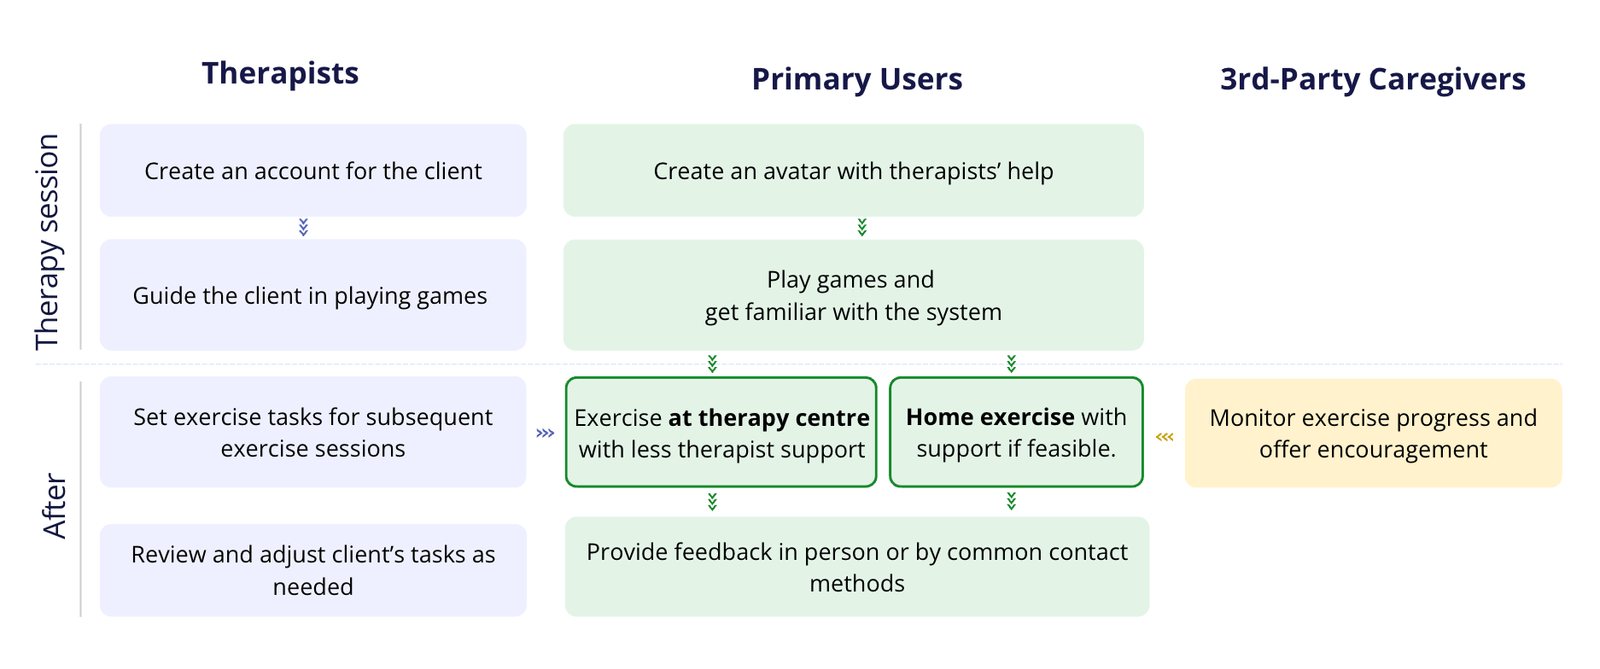 Therapists
Primary Users
3rd-Party Caregivers
Therapy session
Create an account for the client
Create an avatar with therapists’ help
Guide the client in playing games
Play games and
get familiar with the system
After
Set exercise tasks for subsequent
exercise sessions
Exercise at therapy centre
with less therapist support
Home exercise with
support if feasible.
Monitor exercise progress and
offer encouragement
Review and adjust client’s tasks as
needed
Provide feedback in person or by common contact
methods